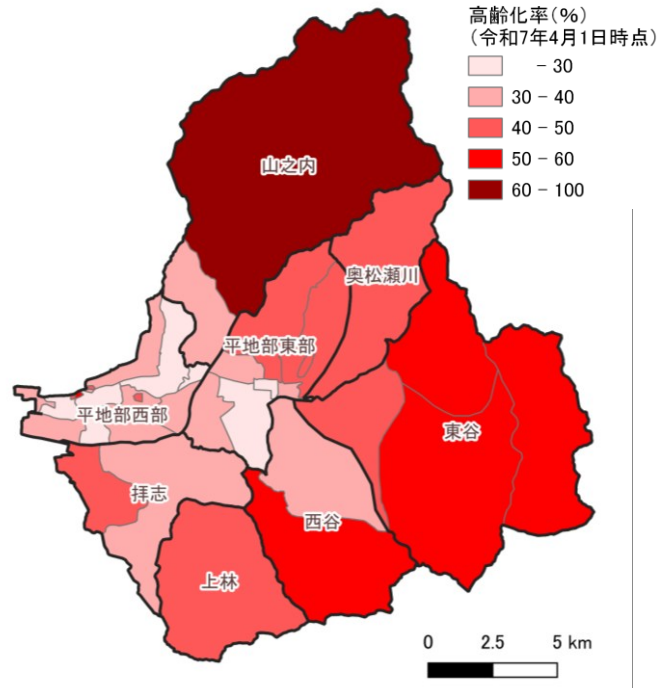 高齢化率(%)
(令和7年4月1日時点)
- 30
30 - 40
40 - 50
50 - 60
60 - 100
山之内
奥松瀬川
平地部東部
平地部西部
東谷
拝志
西谷
上林
0 2.5 5 km